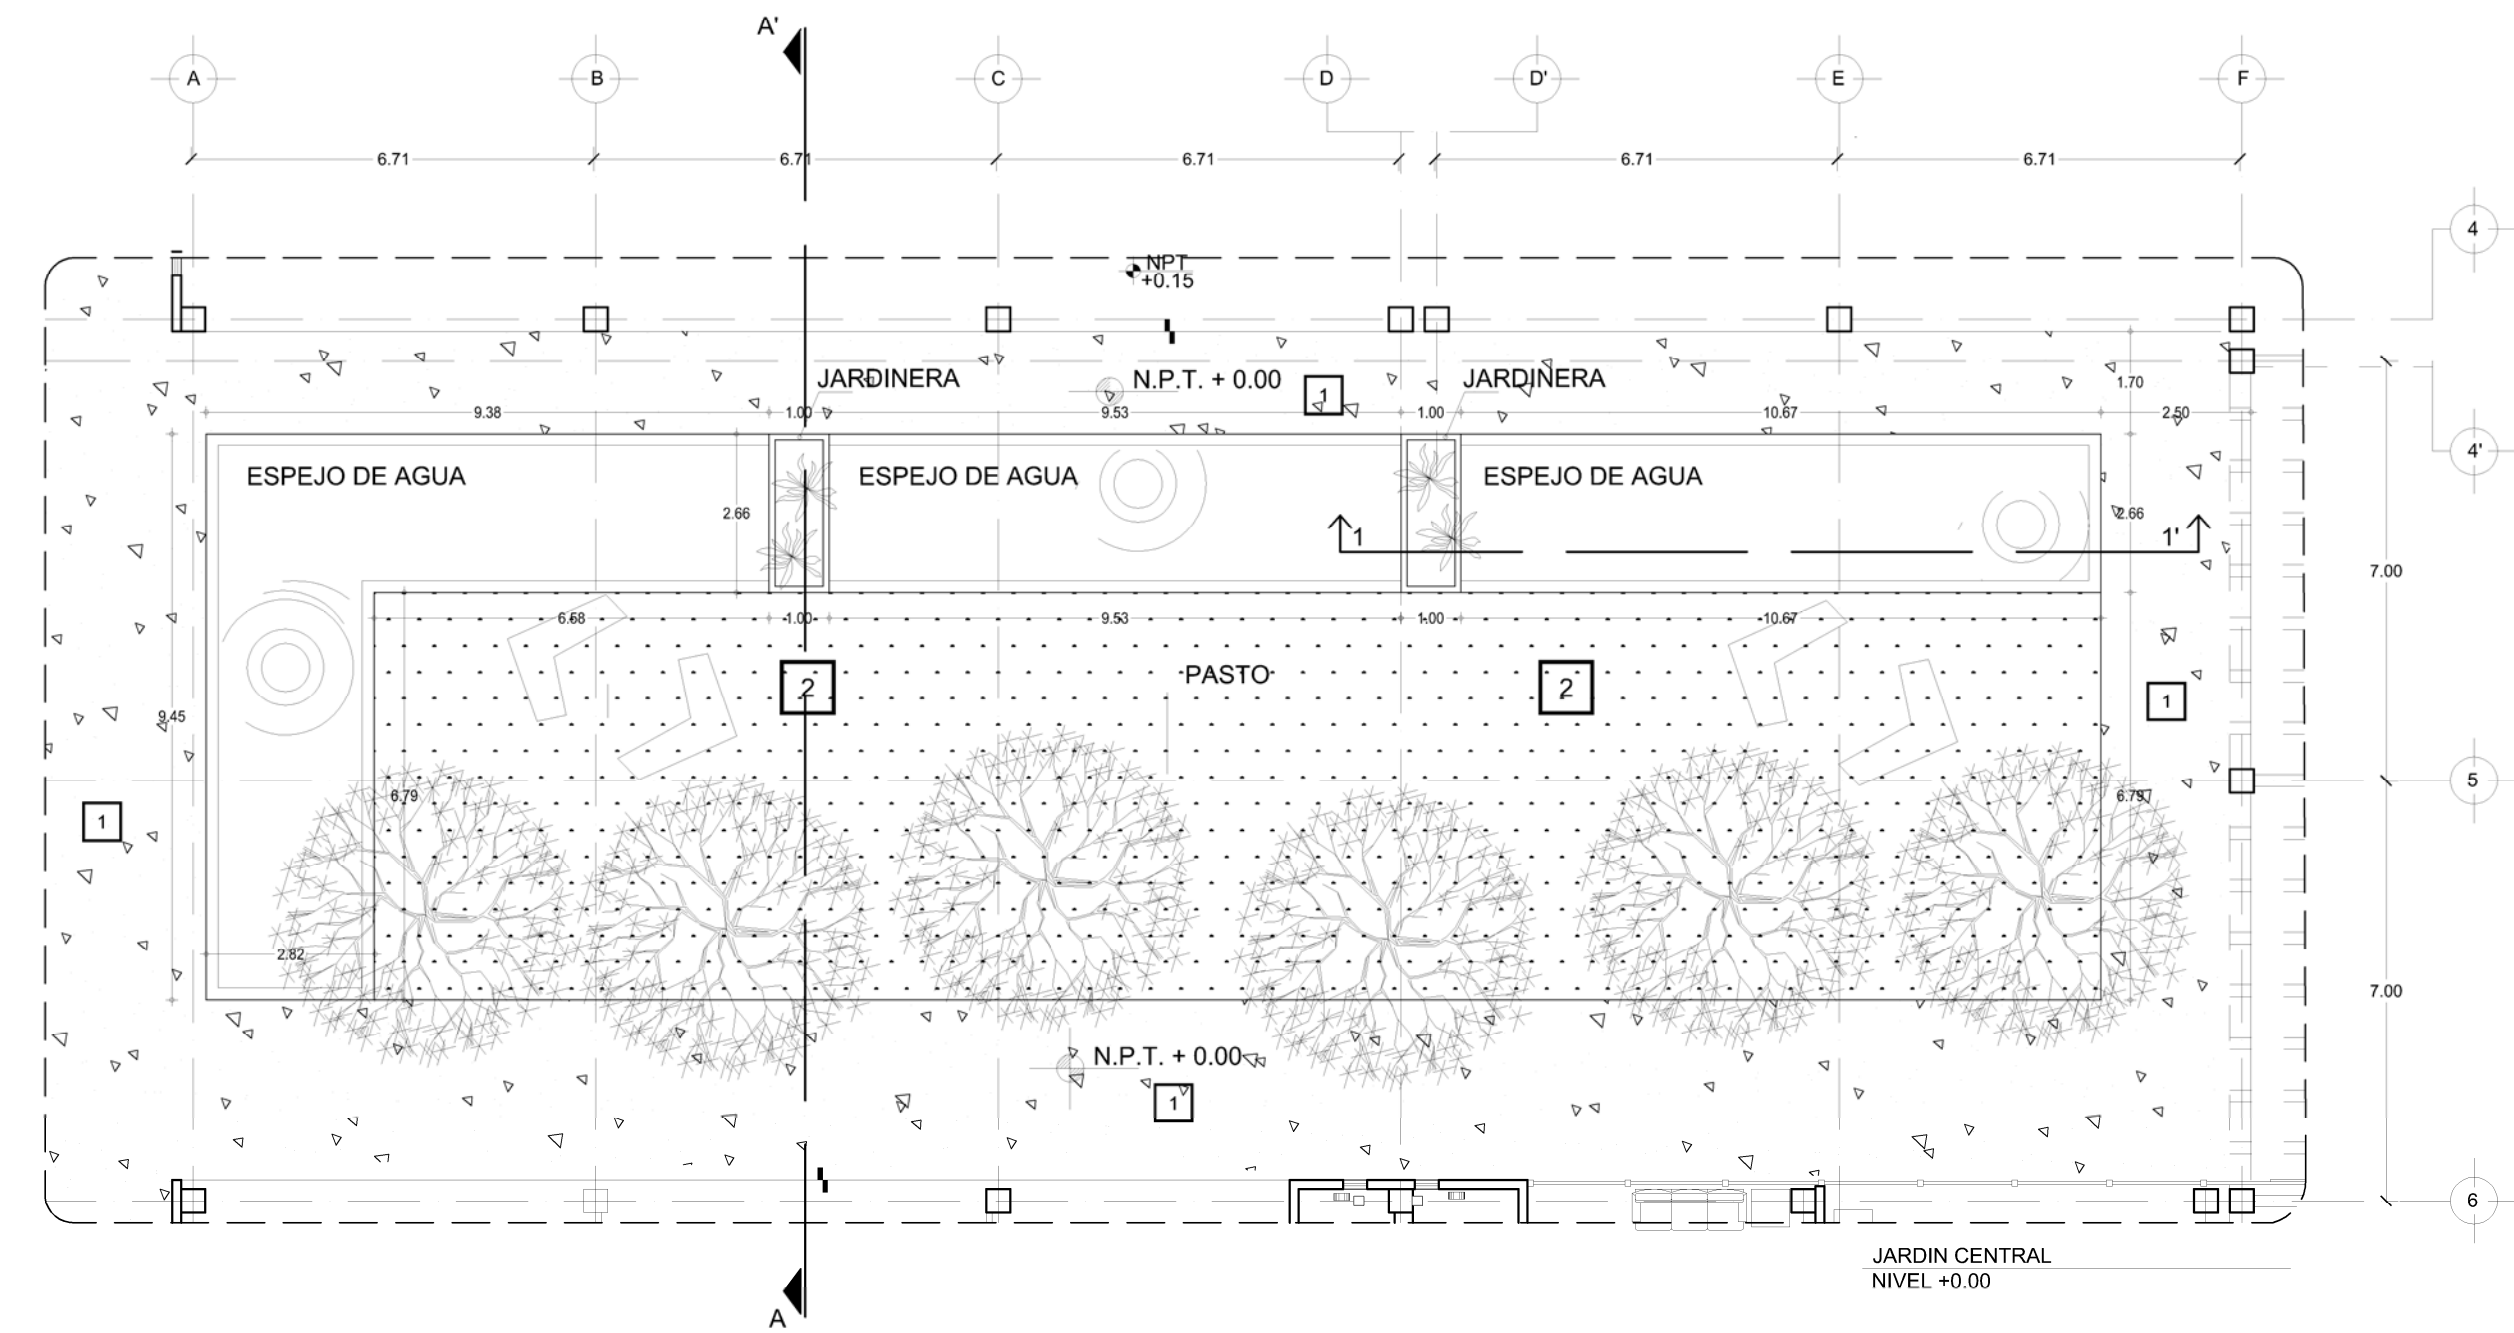 A'
A
B
C
D
D'
E
F
6.71
6.71
6.71
6.71
6.71
4
NPT
+0.15
JARDINERA
N.P.T. + 0.00
1
JARDINERA
1.70
9.38
1.00
9.53
1.00
10.67
2.50
4'
ESPEJO DE AGUA
ESPEJO DE AGUA
ESPEJO DE AGUA
2.66
2.66
1
1'
7.00
6.58
1.00
9.53
1.00
10.67
PASTO
2
2
1
9.45
5
6.79
6.79
1
2.82
7.00
N.P.T. + 0.00
1
6
JARDIN CENTRAL
NIVEL +0.00
A